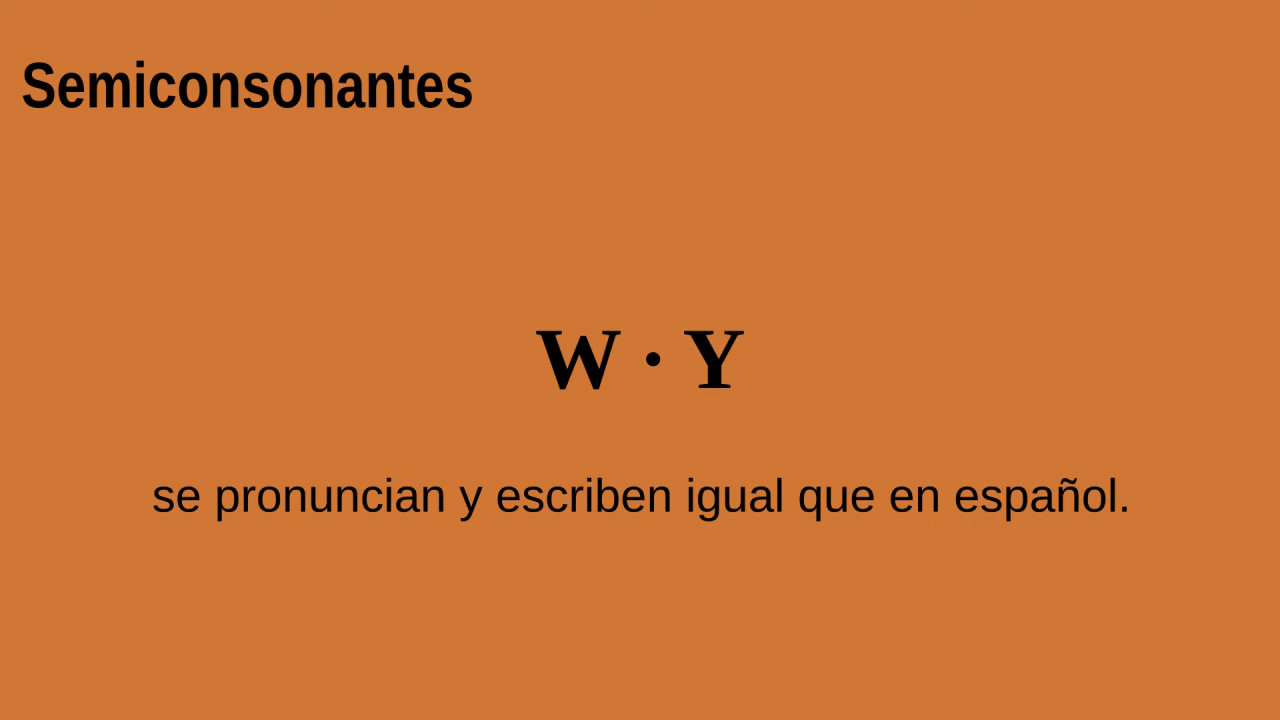 Semiconsonantes
W · Y
se pronuncian y escriben igual que en español.